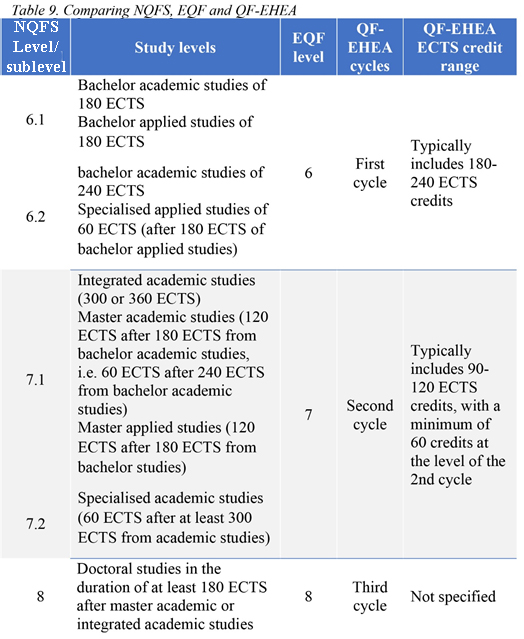 Table 9. Comparing NQFS, EQF and QF-EHEA
NQFS
Level/
sublevel
Study levels
EQF
level
QF-
EHEA
cycles
QF-EHEA
ECTS credit
range
6.1
Bachelor academic studies of
180 ECTS
Bachelor applied studies of
180 ECTS
6.2
bachelor academic studies of
240 ECTS
Specialised applied studies of
60 ECTS (after 180 ECTS of
bachelor applied studies)
6
First
cycle
Typically
includes 180-
240 ECTS
credits
7.1
Integrated academic studies
(300 or 360 ECTS)
Master academic studies (120
ECTS after 180 ECTS from
bachelor academic studies,
i.e. 60 ECTS after 240 ECTS
from bachelor academic
studies)
Master applied studies (120
ECTS after 180 ECTS from
bachelor studies)
7.2
Specialised academic studies
(60 ECTS after at least 300
ECTS from academic studies)
7
Second
cycle
Typically
includes 90-
120 ECTS
credits, with a
minimum of
60 credits at
the level of the
2nd cycle
8
Doctoral studies in the
duration of at least 180 ECTS
after master academic or
integrated academic studies
8
Third
cycle
Not specified